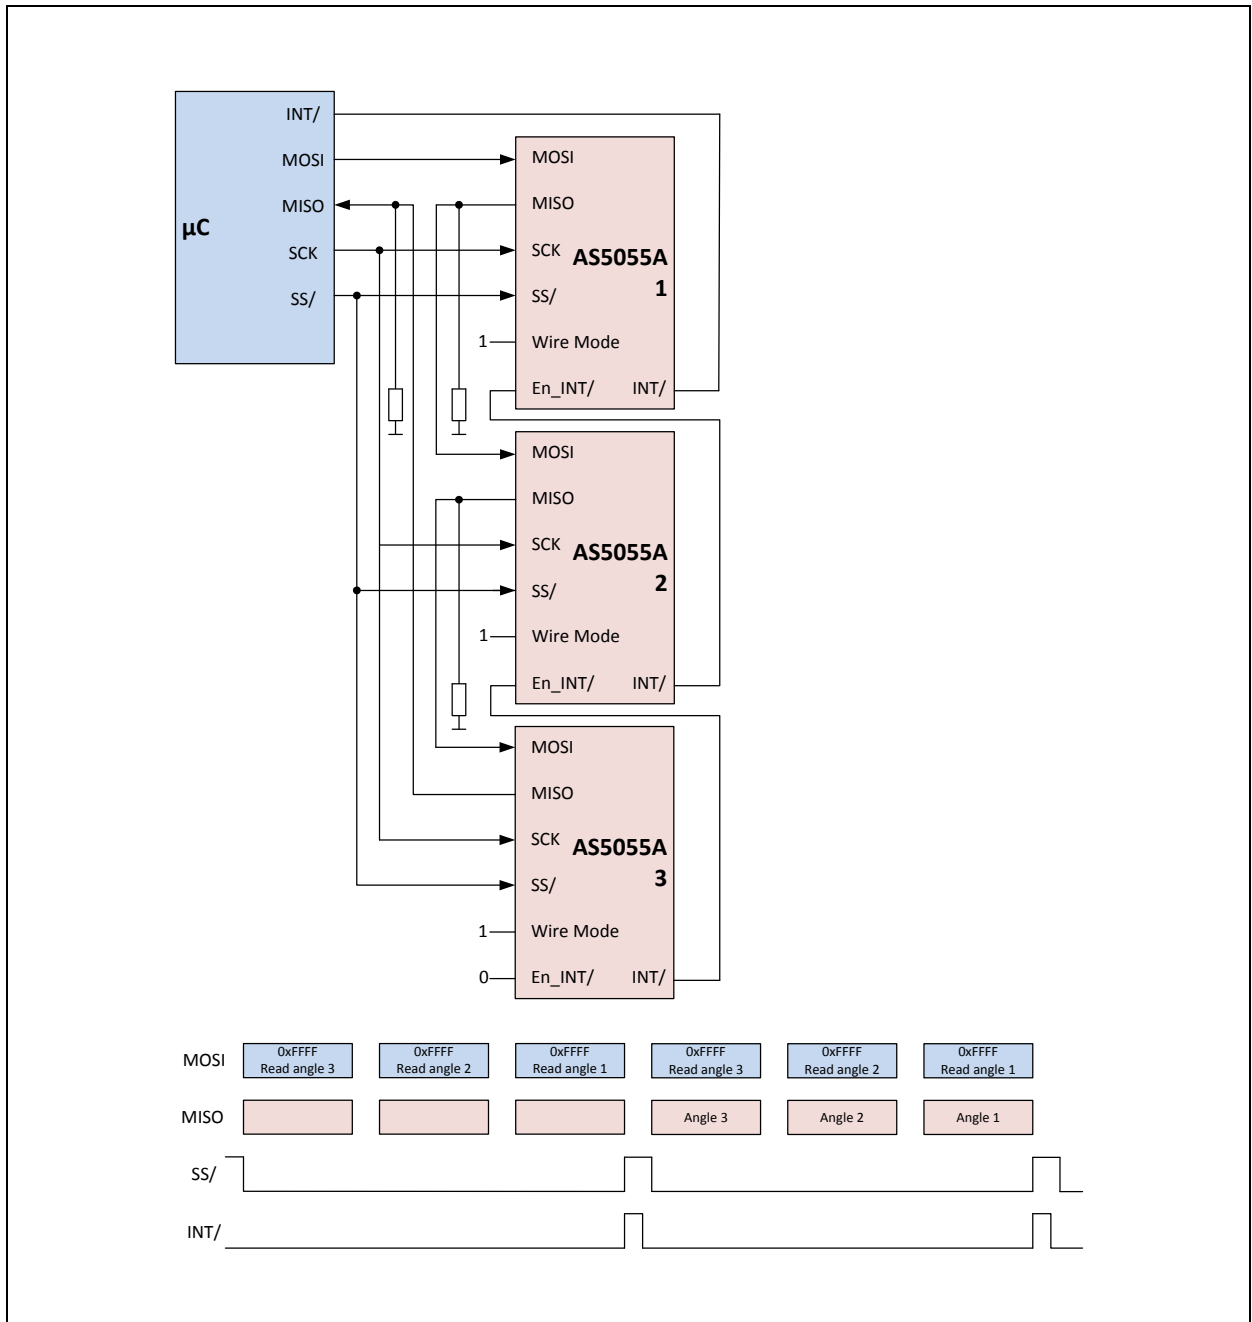 INT/
MOSI
MISO
µC
SCK
SS/
MOSI
MISO
SCK
AS5055A
1
SS/
1
Wire Mode
En_INT/ INT/
MOSI
MISO
SCK
AS5055A
2
SS/
1
Wire Mode
En_INT/ INT/
MOSI
MISO
SCK
AS5055A
3
SS/
1
Wire Mode
0
En_INT/ INT/
MOSI
0xFFFF
Read angle 3
0xFFFF
Read angle 2
0xFFFF
Read angle 1
0xFFFF
Read angle 3
0xFFFF
Read angle 2
0xFFFF
Read angle 1
MISO
Angle 3
Angle 2
Angle 1
SS/
INT/